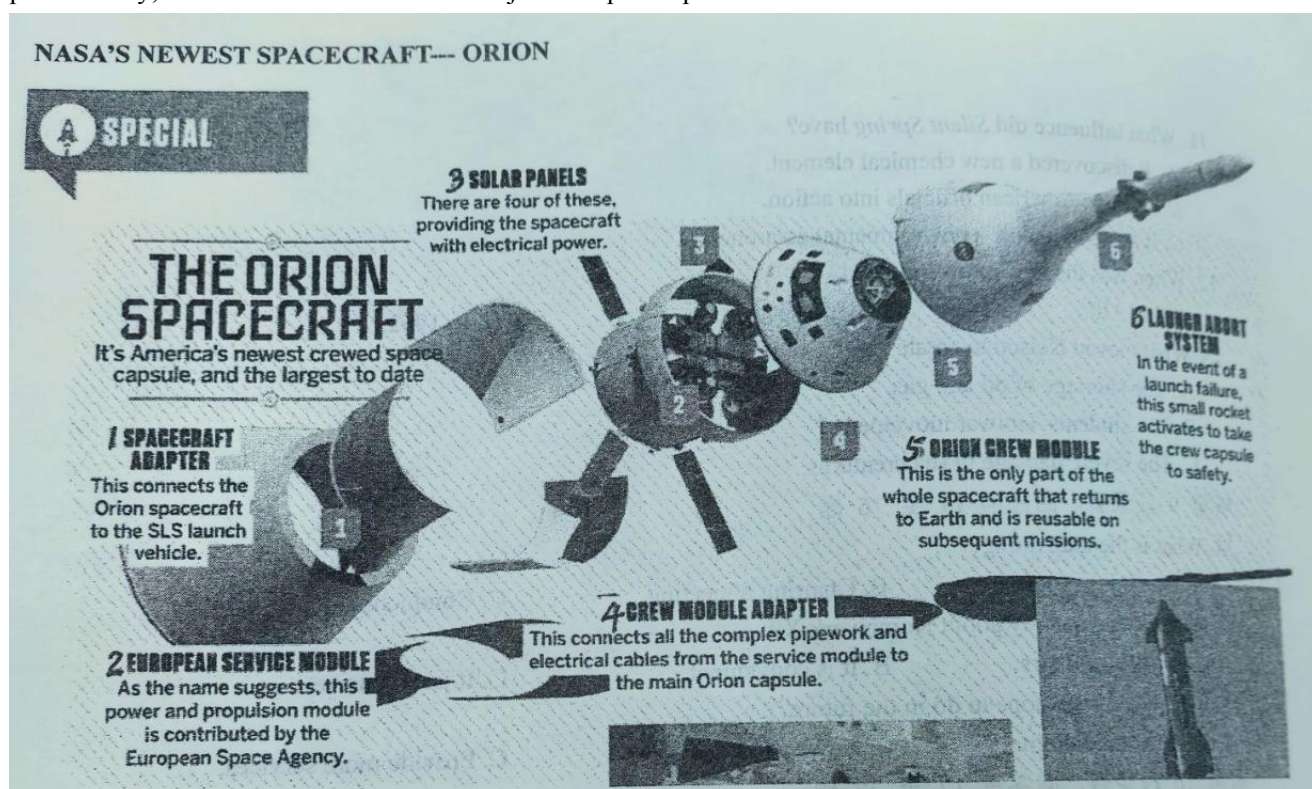 NASA'S NEWEST SPACECRAFT--- ORION
SPECIAL
3 SOLAR PANELS
There are four of these,
providing the spacecraft
with electrical power.
THE ORION
SPACECRAFT
It's America's newest crewed space
capsule, and the largest to date
1 SPACECRAFT
ADAPTER
This connects the
Orion spacecraft
to the SLS launch
vehicle.
2 EUROPEAN SERVICE MODULE
As the name suggests, this
power and propulsion module
is contributed by the
European Space Agency.
4 CREW MODULE ADAPTER
This connects all the complex pipework and
electrical cables from the service module to
the main Orion capsule.
5 ORION CREW MODULE
This is the only part of the
whole spacecraft that returns
to Earth and is reusable on
subsequent missions.
6 LAUNCH ABORT
SYSTEM
In the event of a
launch failure,
this small rocket
activates to take
the crew capsule
to safety.
1
2
3
4
5
6